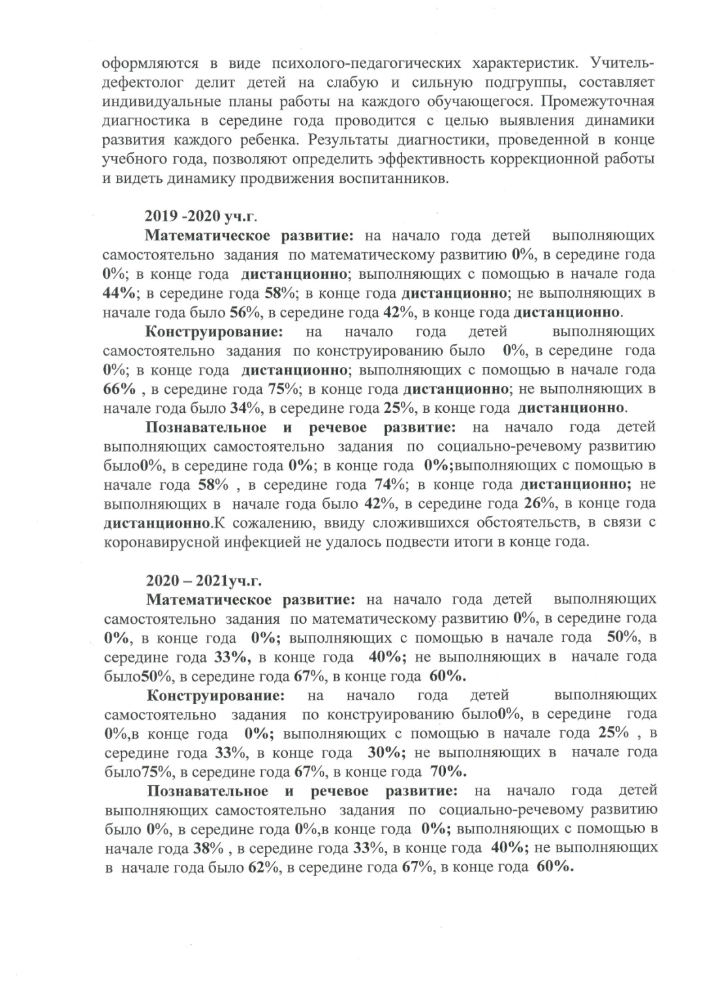 оформляются в виде психолого-педагогических характеристик. Учитель-
дефектолог делит детей на слабую и сильную подгруппы, составляет
индивидуальные планы работы на каждого обучающегося. Промежуточная
диагностика в середине года проводится с целью выявления динамики
развития каждого ребенка. Результаты диагностики, проведенной в конце
учебного года, позволяют определить эффективность коррекционной работы
и видеть динамику продвижения воспитанников.
2019 -2020 уч.г.
Математическое развитие: на начало года детей выполняющих
самостоятельно задания по математическому развитию 0%, в середине года
0%; в конце года дистанционно; выполняющих с помощью в начале года
44%; в середине года 58%; в конце года дистанционно; не выполняющих в
начале года было 56%, в середине года 42%, в конце года дистанционно.
Конструирование: на начало года детей выполняющих
самостоятельно задания по конструированию было 0%, в середине года
0%; в конце года дистанционно; выполняющих с помощью в начале года
66% , в середине года 75%; в конце года дистанционно; не выполняющих в
начале года было 34%, в середине года 25%, в конце года дистанционно.
Познавательное и речевое развитие: на начало года детей
выполняющих самостоятельно задания по социально-речевому развитию
было0%, в середине года 0%; в конце года 0%;выполняющих с помощью в
начале года 58% , в середине года 74%; в конце года дистанционно; не
выполняющих в начале года было 42%, в середине года 26%, в конце года
дистанционно.К сожалению, ввиду сложившихся обстоятельств, в связи с
коронавирусной инфекцией не удалось подвести итоги в конце года.
2020 – 2021уч.г.
Математическое развитие: на начало года детей выполняющих
самостоятельно задания по математическому развитию 0%, в середине года
0%, в конце года 0%; выполняющих с помощью в начале года 50%, в
середине года 33%, в конце года 40%; не выполняющих в начале года
было50%, в середине года 67%, в конце года 60%.
Конструирование: на начало года детей выполняющих
самостоятельно задания по конструированию было0%, в середине года
0%,в конце года 0%; выполняющих с помощью в начале года 25% , в
середине года 33%, в конце года 30%; не выполняющих в начале года
было75%, в середине года 67%, в конце года 70%.
Познавательное и речевое развитие: на начало года детей
выполняющих самостоятельно задания по социально-речевому развитию
было 0%, в середине года 0%,в конце года 0%; выполняющих с помощью в
начале года 38% , в середине года 33%, в конце года 40%; не выполняющих
в начале года было 62%, в середине года 67%, в конце года 60%.